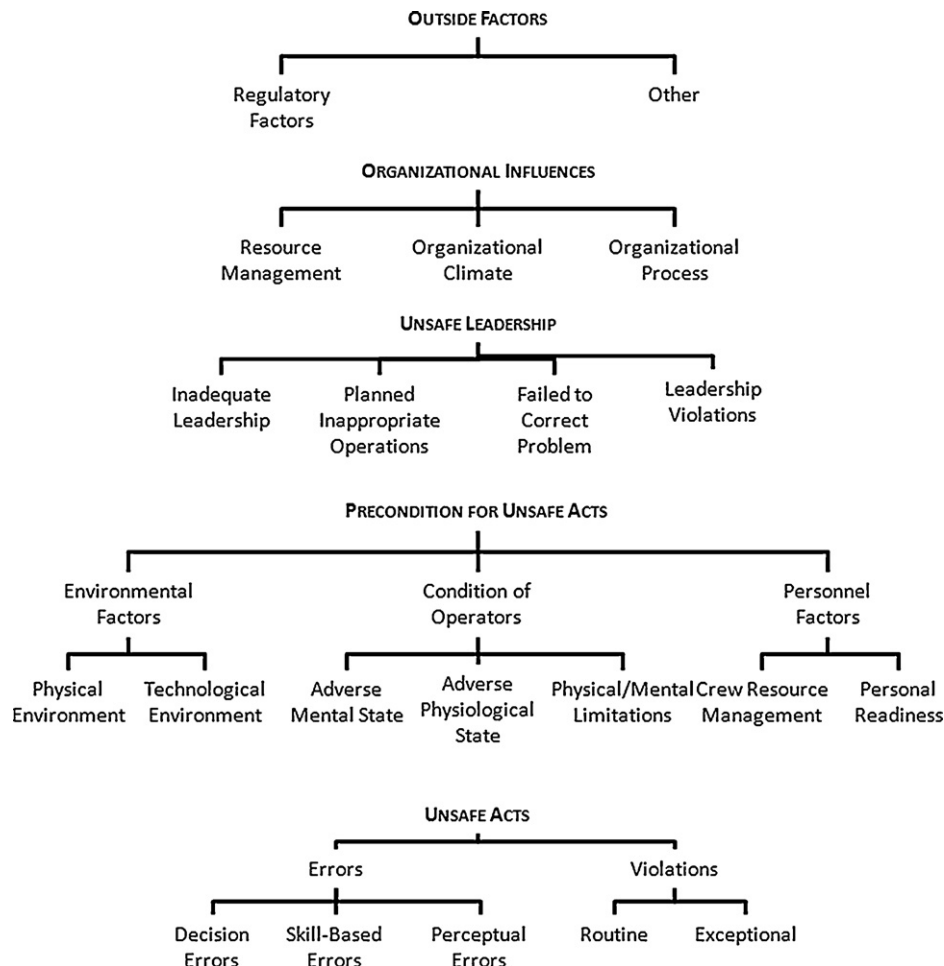 OUTSIDE FACTORS
Regulatory Factors
Other
ORGANIZATIONAL INFLUENCES
Resource Management
Organizational Climate
Organizational Process
UNSAFE LEADERSHIP
Inadequate Leadership
Planned Inappropriate Operations
Failed to Correct Problem
Leadership Violations
PRECONDITION FOR UNSAFE ACTS
Environmental Factors
Condition of Operators
Personnel Factors
Physical Environment
Technological Environment
Adverse Mental State
Adverse Physiological State
Physical/Mental Limitations
Crew Resource Management
Personal Readiness
UNSAFE ACTS
Errors
Violations
Decision Errors
Skill-Based Errors
Perceptual Errors
Routine
Exceptional